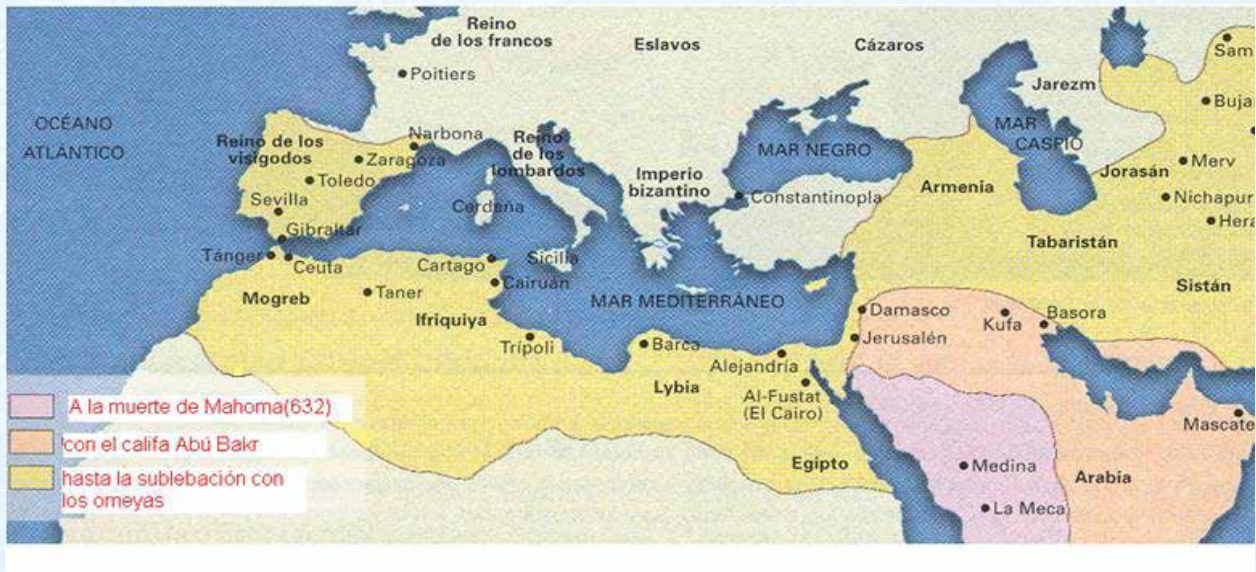 Reino
de los francos
Eslavos
Cázaros
Sam
Poitiers
Jarezm
Buja
OCÉANO
ATLÁNTICO
Reino de los
visigodos
Narbona
Zaragoza
Toledo
Sevilla
Gibraltar
Reino
de los
lombardos
Cerdeña
Imperio
bizantino
MAR NEGRO
Constantinopla
MAR
CASPIO
Armenia
Jorasán
Merv
Nichapur
Hera
Tabaristán
Sistán
Tánger
Ceuta
Cartago
Sicilia
Cairuán
Mogreb
Taner
Ifriquiya
MAR MEDITERRÁNEO
Trípoli
Barca
Damasco
Jerusalén
Kufa
Basora
Alejandría
Lybia
Al-Fustat
(El Cairo)
Mascate
Egipto
Medina
Arabia
La Meca
A la muerte de Mahoma(632)
con el califa Abú Bakr
hasta la sublebación con
los omeyas